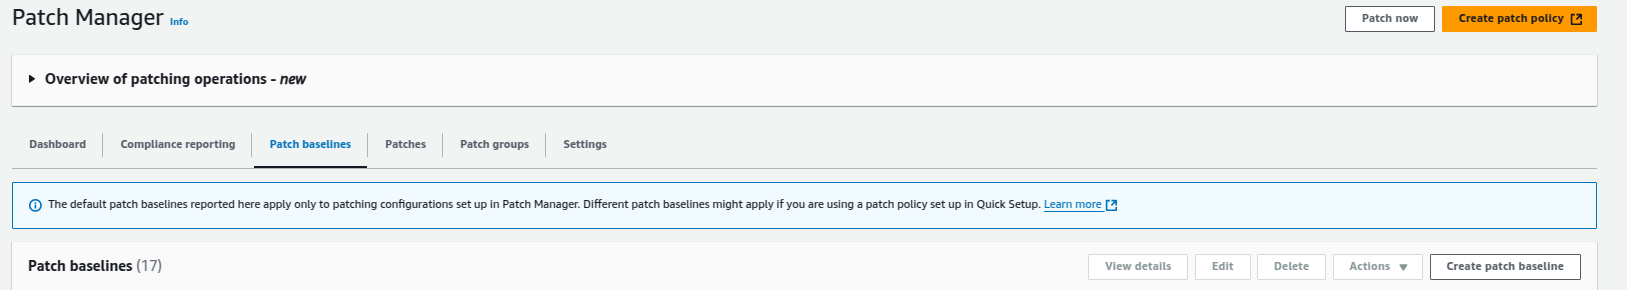 Patch Manager Info
Patch now
Create patch policy
Overview of patching operations - new
Dashboard
Compliance reporting
Patch baselines
Patches
Patch groups
Settings
The default patch baselines reported here apply only to patching configurations set up in Patch Manager. Different patch baselines might apply if you are using a patch policy set up in Quick Setup. Learn more
Patch baselines (17)
View details
Edit
Delete
Actions
Create patch baseline